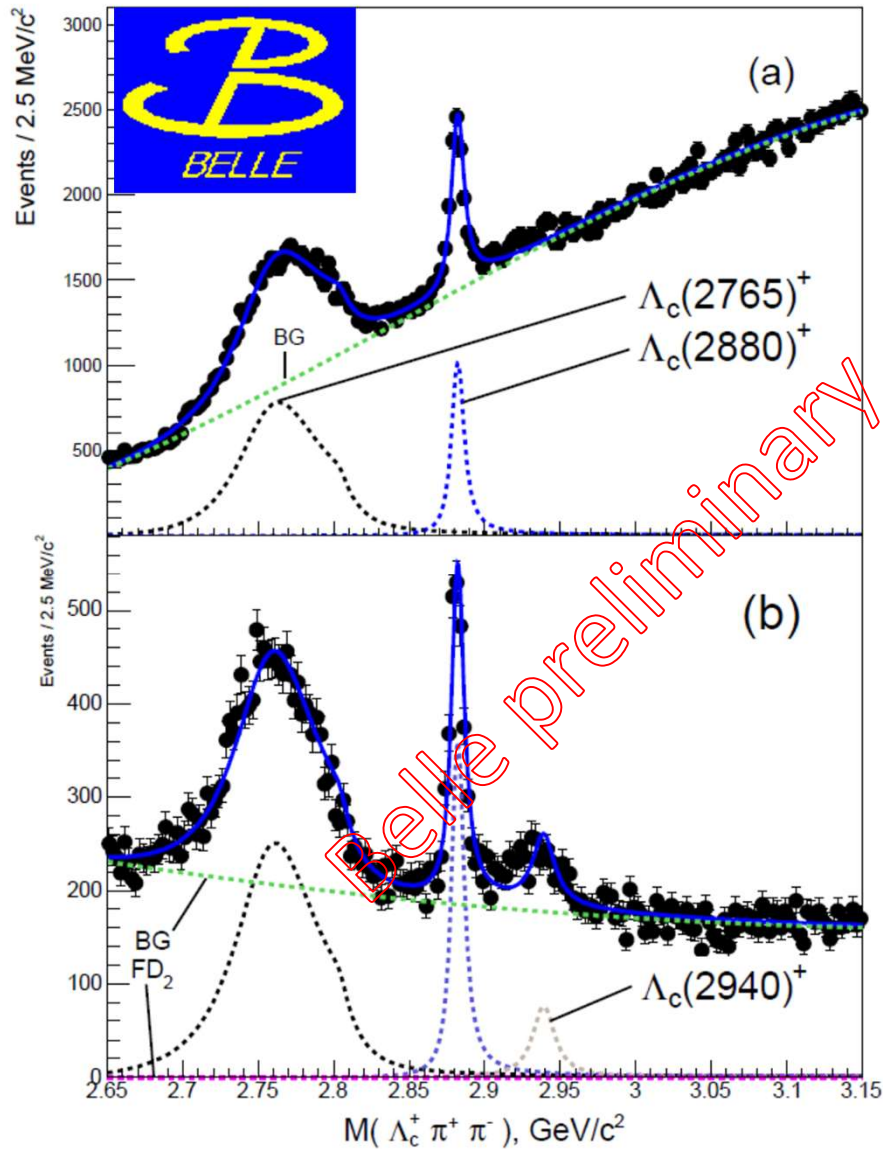 3000
2500
2000
1500
1000
500
Events / 2.5 MeV/c²
BELLE
(a)
BG
Λc(2765)⁺
Λc(2880)⁺
Belle preliminary
500
400
300
200
100
0
Events / 2.5 MeV/c²
(b)
BG
FD₂
Λc(2940)⁺
2.65 2.7 2.75 2.8 2.85 2.9 2.95 3 3.05 3.1 3.15
M( Λc⁺ π⁺ π⁻ ), GeV/c²